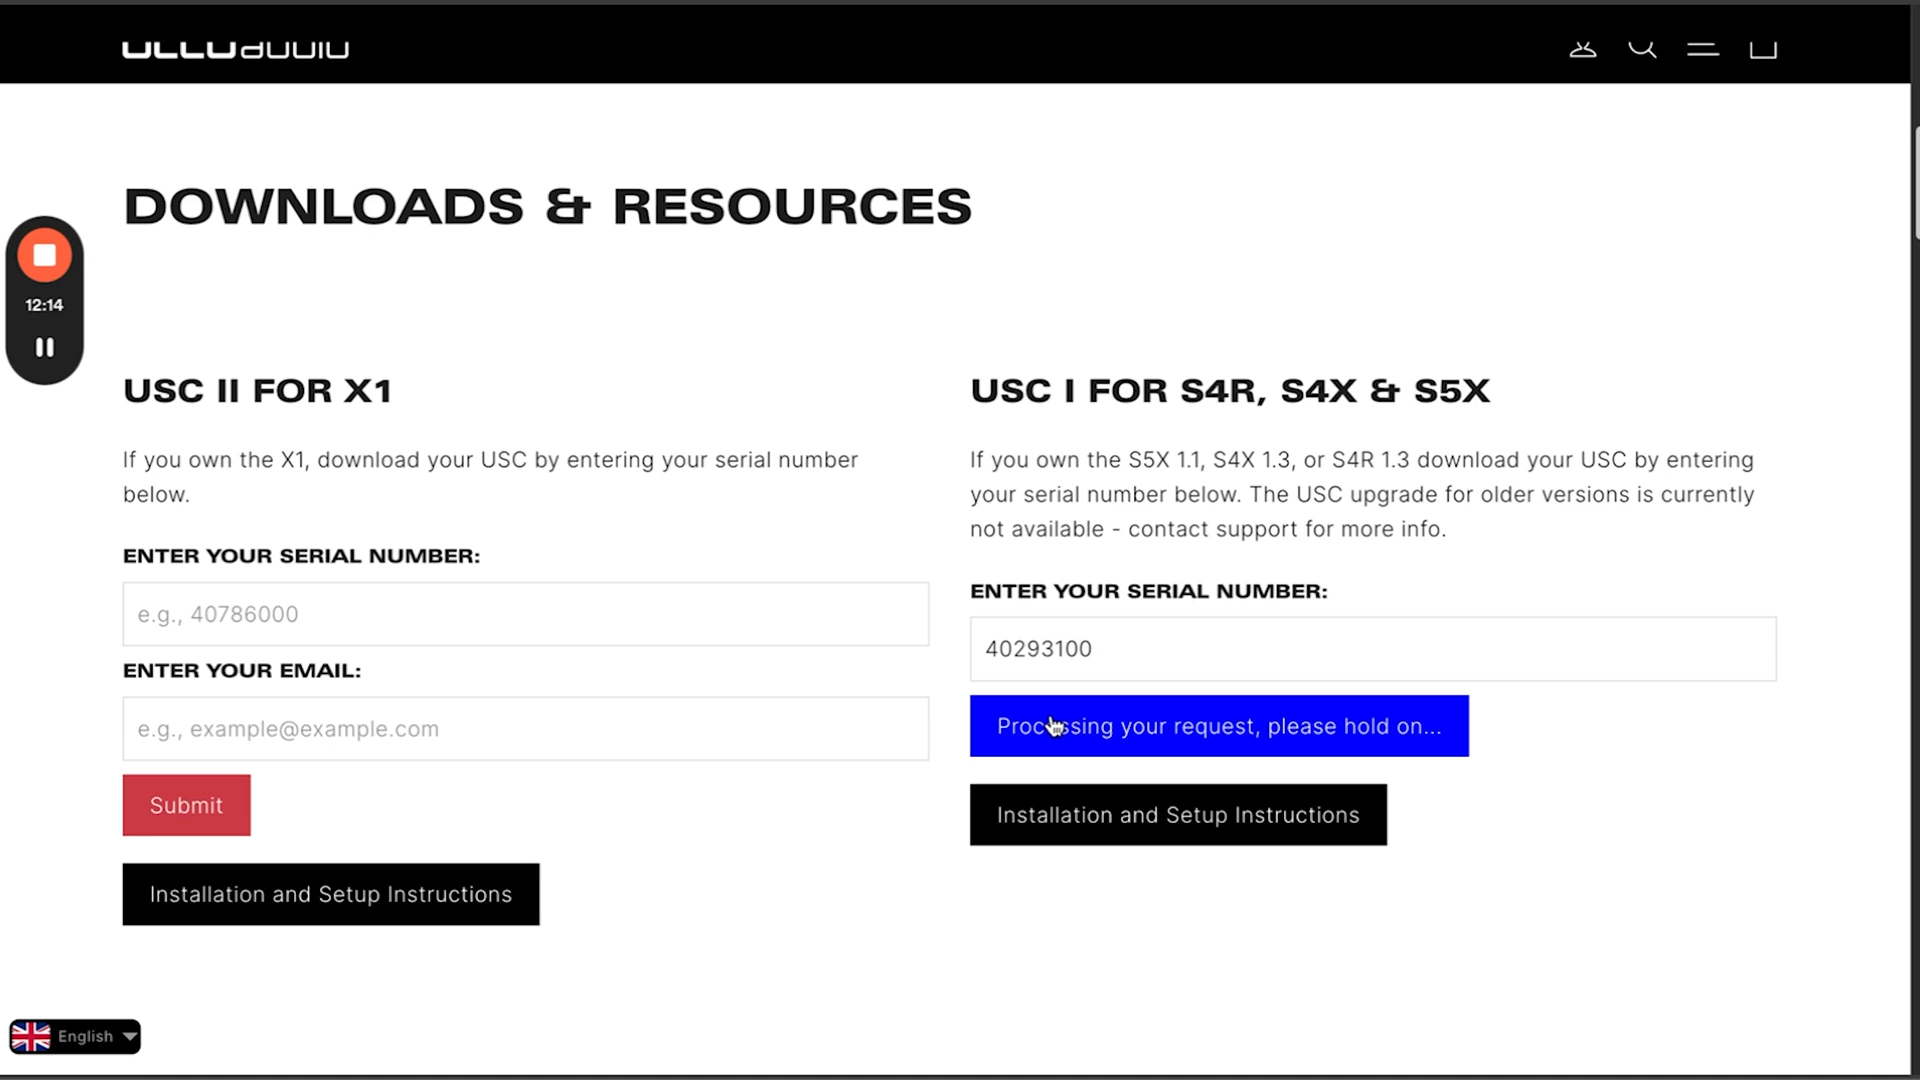 DOWNLOADS & RESOURCES
12:14
USC II FOR X1
If you own the X1, download your USC by entering your serial number
below.
ENTER YOUR SERIAL NUMBER:
e.g., 40786000
ENTER YOUR EMAIL:
e.g., example@example.com
Submit
Installation and Setup Instructions
USC I FOR S4R, S4X & S5X
If you own the S5X 1.1, S4X 1.3, or S4R 1.3 download your USC by entering
your serial number below. The USC upgrade for older versions is currently
not available - contact support for more info.
ENTER YOUR SERIAL NUMBER:
40293100
Processing your request, please hold on...
Installation and Setup Instructions
English